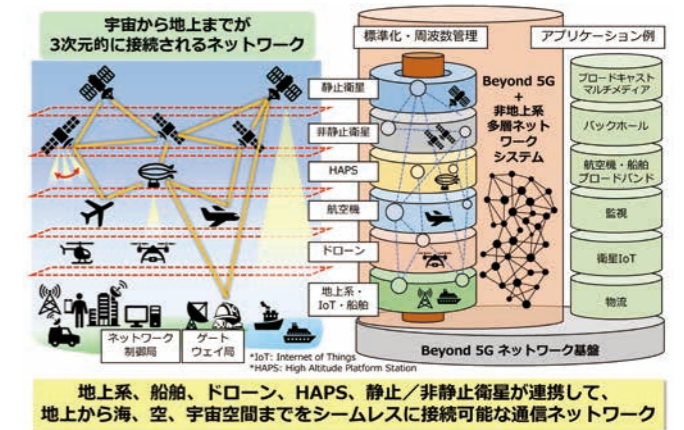 宇宙から地上までが
3次元的に接続されるネットワーク
標準化・周波数管理
アプリケーション例
静止衛星
非静止衛星
HAPS
航空機
ドローン
地上系・
IoT・船舶
Beyond 5G
+
非地上系
多層ネット
ワーク
システム
ブロードキャスト
マルチメディア
バックホール
航空機・船舶
ブロードバンド
監視
衛星IoT
物流
ネットワーク
制御局
ゲート
ウェイ局
*IoT: Internet of Things
*HAPS: High Altitude Platform Station
Beyond 5G ネットワーク基盤
地上系、船舶、ドローン、HAPS、静止／非静止衛星が連携して、
地上から海、空、宇宙空間までをシームレスに接続可能な通信ネットワーク